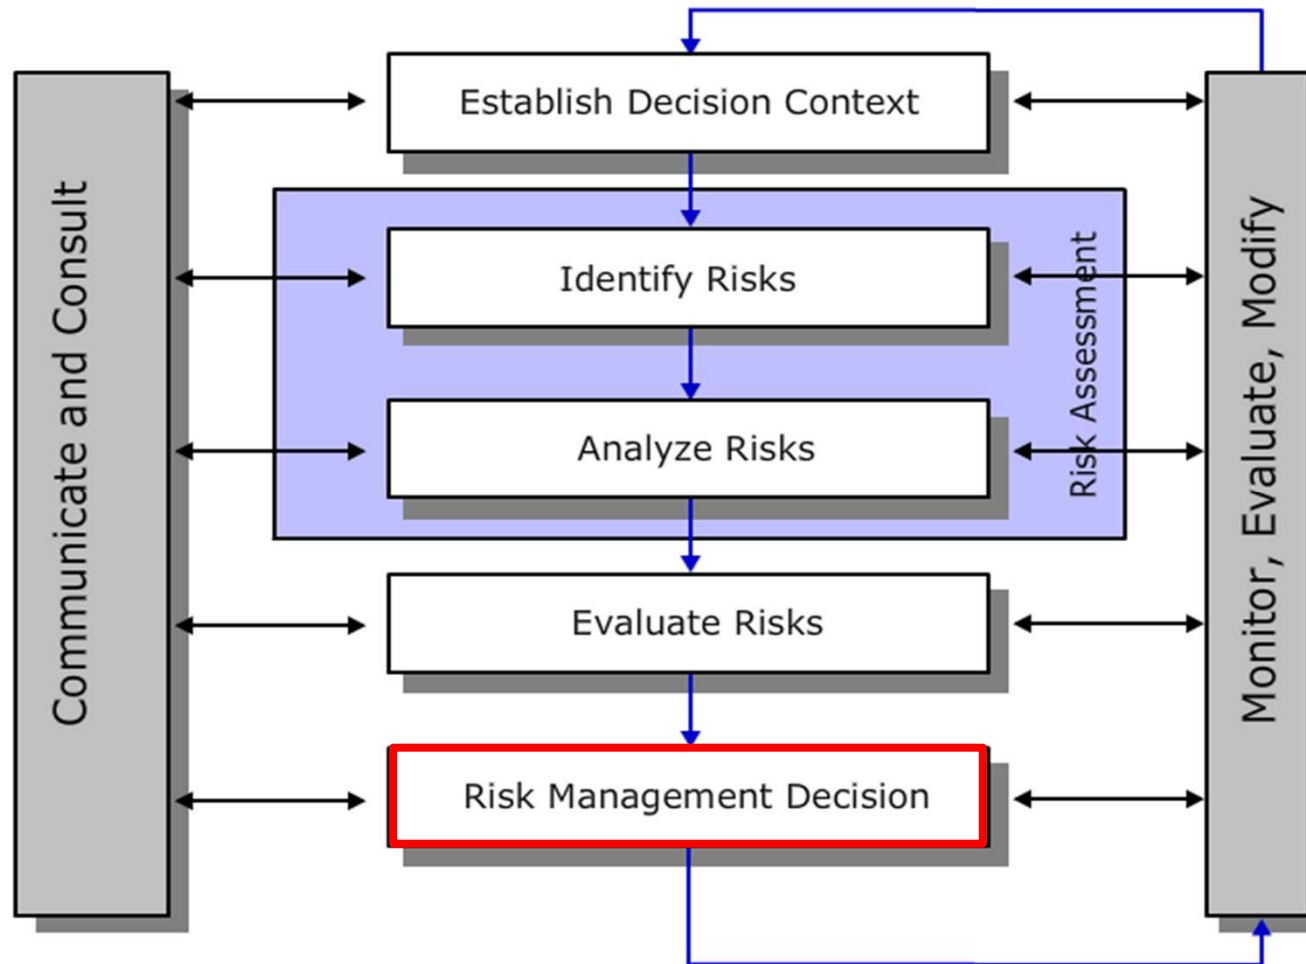 Establish Decision Context
Communicate and Consult
Identify Risks
Risk Assessment
Analyze Risks
Monitor, Evaluate, Modify
Evaluate Risks
Risk Management Decision